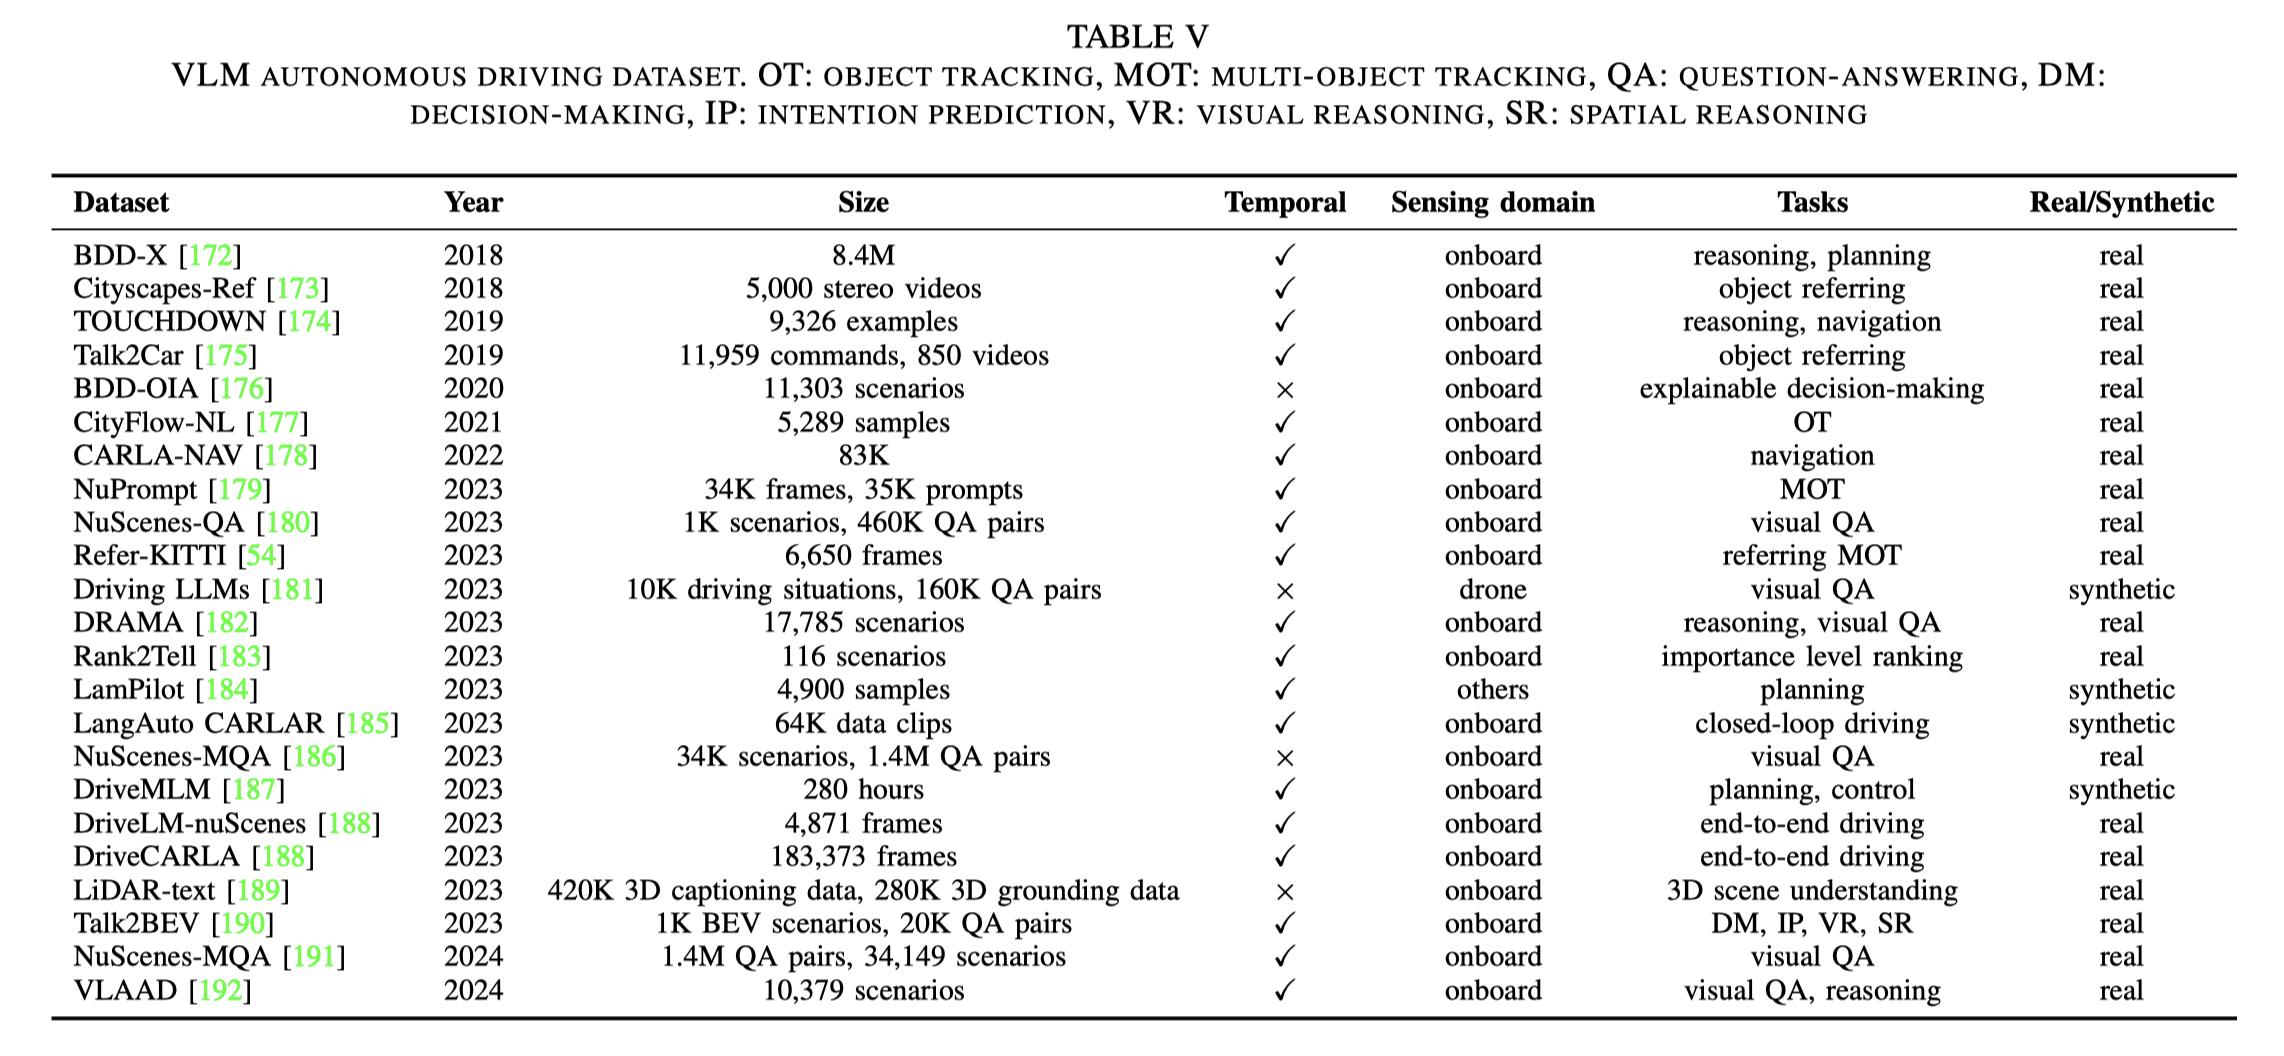 TABLE V
VLM AUTONOMOUS DRIVING DATASET. OT: OBJECT TRACKING, MOT: MULTI-OBJECT TRACKING, QA: QUESTION-ANSWERING, DM:
DECISION-MAKING, IP: INTENTION PREDICTION, VR: VISUAL REASONING, SR: SPATIAL REASONING
Dataset Year Size Temporal Sensing domain Tasks Real/Synthetic
BDD-X [172] 2018 8.4M ✓ onboard reasoning, planning real
Cityscapes-Ref [173] 2018 5,000 stereo videos ✓ onboard object referring real
TOUCHDOWN [174] 2019 9,326 examples ✓ onboard reasoning, navigation real
Talk2Car [175] 2019 11,959 commands, 850 videos ✓ onboard object referring real
BDD-OIA [176] 2020 11,303 scenarios × onboard explainable decision-making real
CityFlow-NL [177] 2021 5,289 samples ✓ onboard OT real
CARLA-NAV [178] 2022 83K ✓ onboard navigation real
NuPrompt [179] 2023 34K frames, 35K prompts ✓ onboard MOT real
NuScenes-QA [180] 2023 1K scenarios, 460K QA pairs ✓ onboard visual QA real
Refer-KITTI [54] 2023 6,650 frames ✓ onboard referring MOT real
Driving LLMs [181] 2023 10K driving situations, 160K QA pairs × drone visual QA synthetic
DRAMA [182] 2023 17,785 scenarios ✓ onboard reasoning, visual QA real
Rank2Tell [183] 2023 116 scenarios ✓ onboard importance level ranking real
LamPilot [184] 2023 4,900 samples ✓ others planning synthetic
LangAuto CARLAR [185] 2023 64K data clips ✓ onboard closed-loop driving synthetic
NuScenes-MQA [186] 2023 34K scenarios, 1.4M QA pairs × onboard visual QA real
DriveMLM [187] 2023 280 hours ✓ onboard planning, control synthetic
DriveLM-nuScenes [188] 2023 4,871 frames ✓ onboard end-to-end driving real
DriveCARLA [188] 2023 183,373 frames ✓ onboard end-to-end driving real
LiDAR-text [189] 2023 420K 3D captioning data, 280K 3D grounding data × onboard 3D scene understanding real
Talk2BEV [190] 2023 1K BEV scenarios, 20K QA pairs ✓ onboard DM, IP, VR, SR real
NuScenes-MQA [191] 2024 1.4M QA pairs, 34,149 scenarios ✓ onboard visual QA real
VLAAD [192] 2024 10,379 scenarios ✓ onboard visual QA, reasoning real